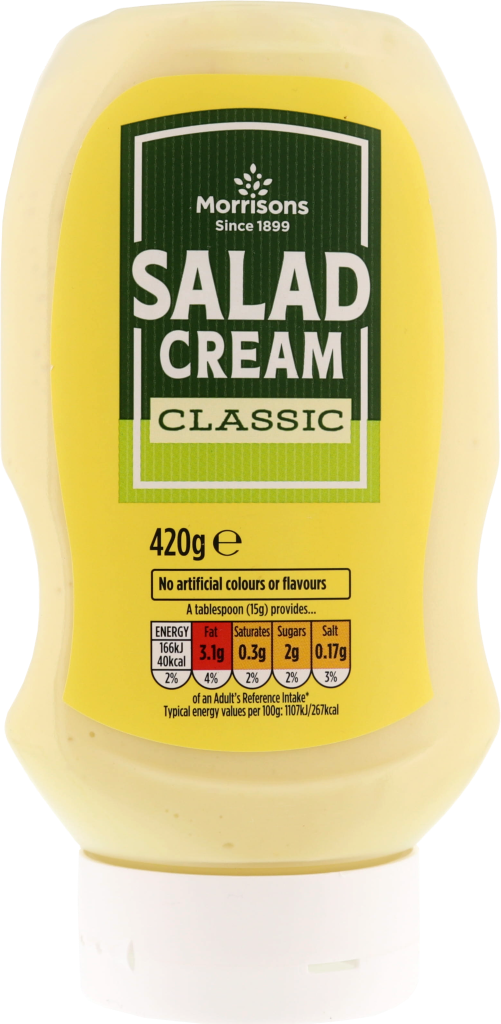 Morrisons
Since 1899
SALAD
CREAM
CLASSIC
420g ℮
No artificial colours or flavours
A tablespoon (15g) provides...
ENERGY Fat Saturates Sugars Salt
166kJ 3.1g 0.3g 2g 0.17g
40kcal
2% 4% 2% 2% 3%
of an Adult's Reference Intake*
Typical energy values per 100g: 1107kJ/267kcal